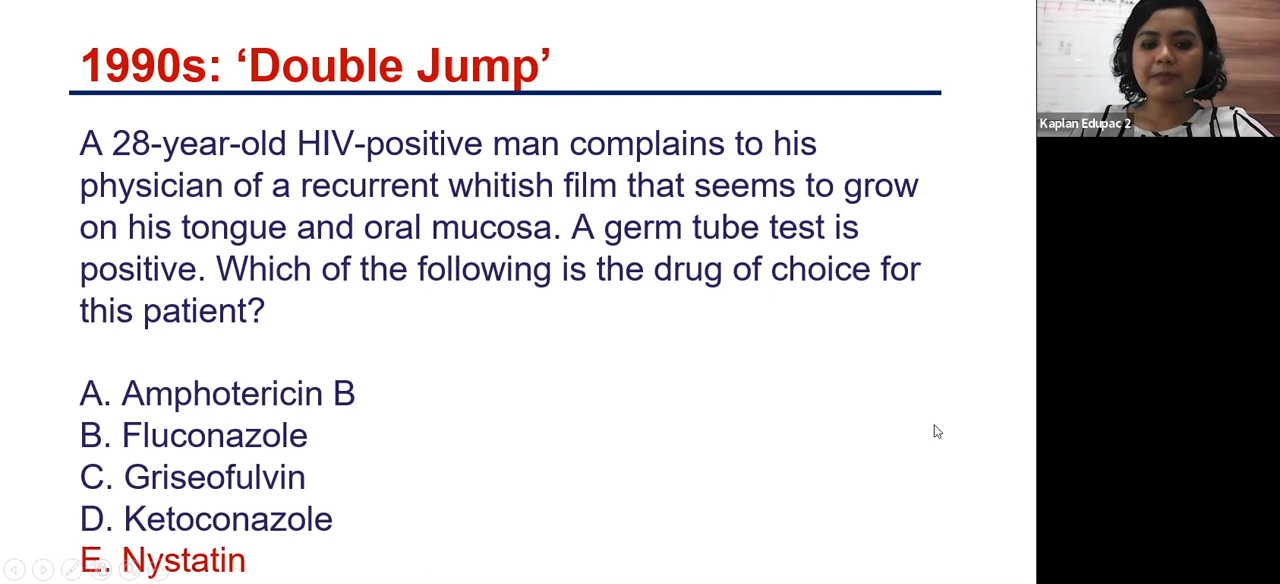 1990s: ‘Double Jump’
A 28-year-old HIV-positive man complains to his
physician of a recurrent whitish film that seems to grow
on his tongue and oral mucosa. A germ tube test is
positive. Which of the following is the drug of choice for
this patient?
A. Amphotericin B
B. Fluconazole
C. Griseofulvin
D. Ketoconazole
E. Nystatin
Kaplan Edupac 2